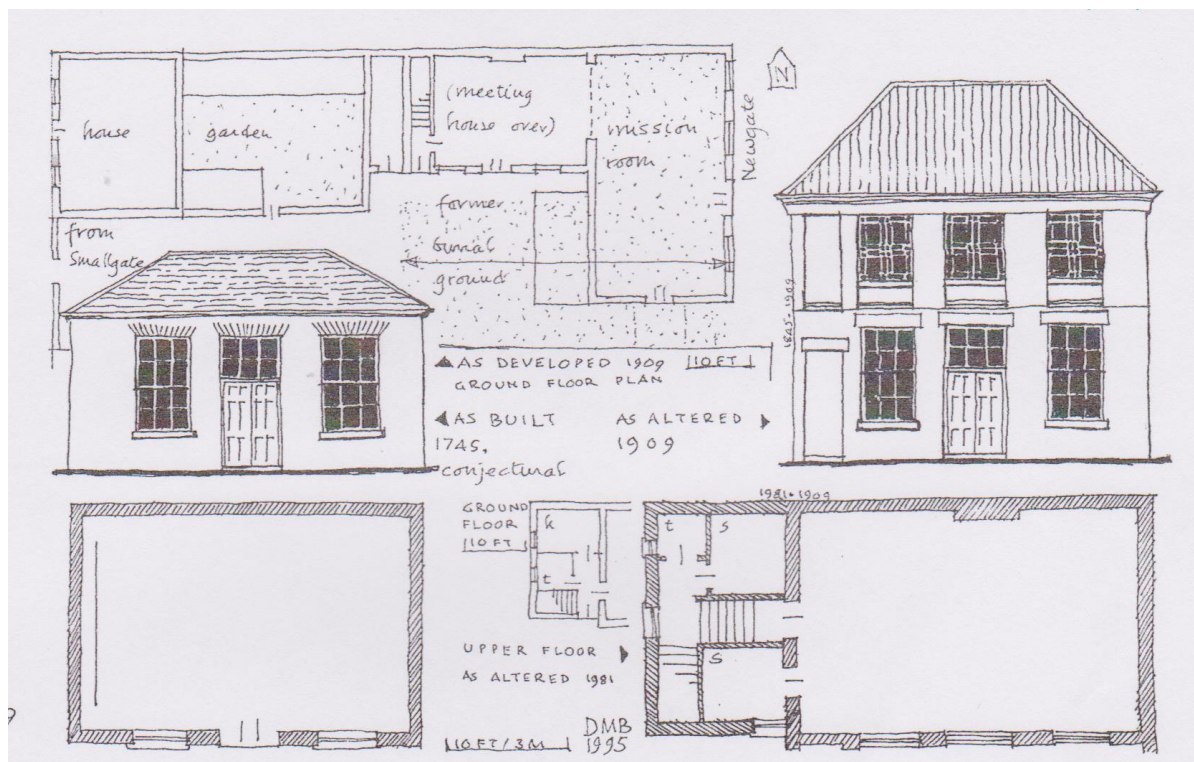 house
garden
(meeting
house over)
mission
room
Newgate
N
from
Smallgate
former
burial
ground
AS DEVELOPED 1909 10 FT
GROUND FLOOR PLAN
AS BUILT
1745,
conjectural
AS ALTERED
1909
1845 · 1909
GROUND
FLOOR
10 FT
k
t
UPPER FLOOR
AS ALTERED 1981
10 FT / 3 M
DMB
1995
1981 · 1909
t
s
s